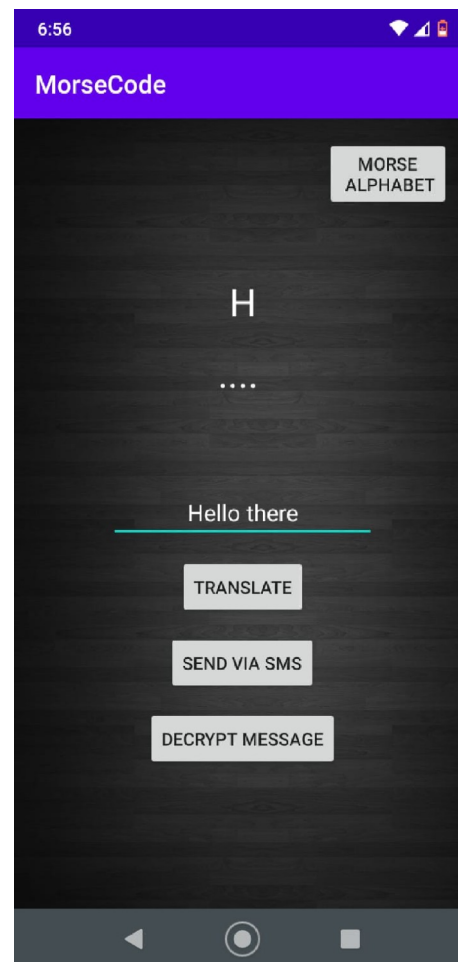 6:56
MorseCode
MORSE
ALPHABET
H
....
Hello there
TRANSLATE
SEND VIA SMS
DECRYPT MESSAGE